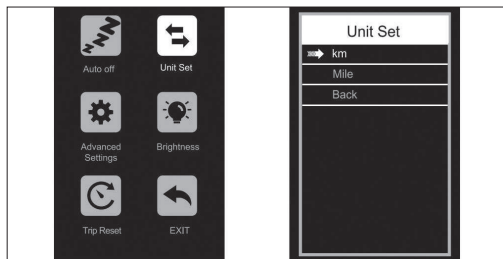 Auto off
Unit Set
Advanced
Settings
Brightness
Trip Reset
EXIT
Unit Set
km
Mile
Back